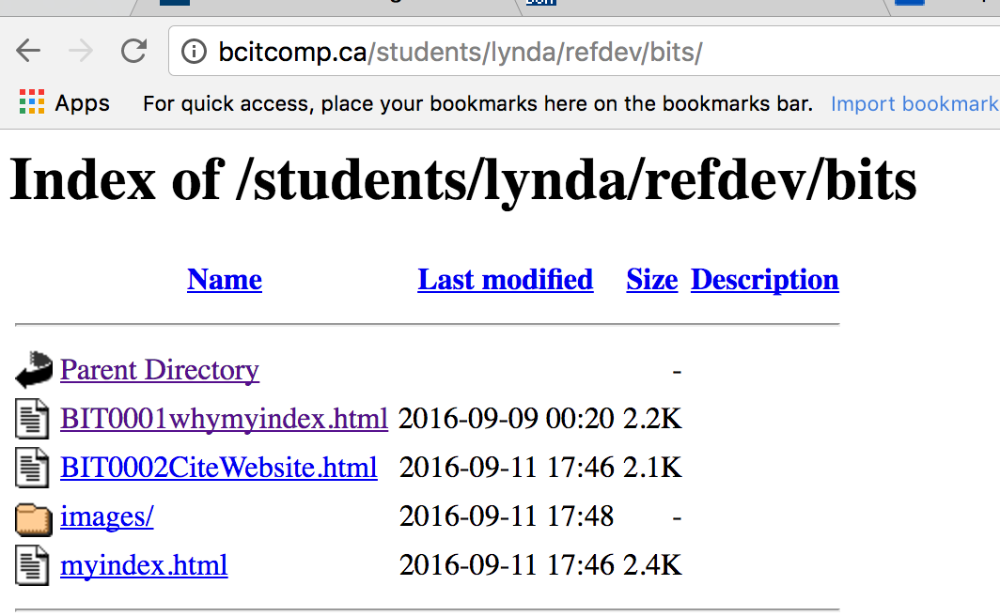 bcitcomp.ca/students/lynda/refdev/bits/
Apps For quick access, place your bookmarks here on the bookmarks bar. Import bookmark
Index of /students/lynda/refdev/bits
Name Last modified Size Description
Parent Directory -
BIT0001whymyindex.html 2016-09-09 00:20 2.2K
BIT0002CiteWebsite.html 2016-09-11 17:46 2.1K
images/ 2016-09-11 17:48 -
myindex.html 2016-09-11 17:46 2.4K